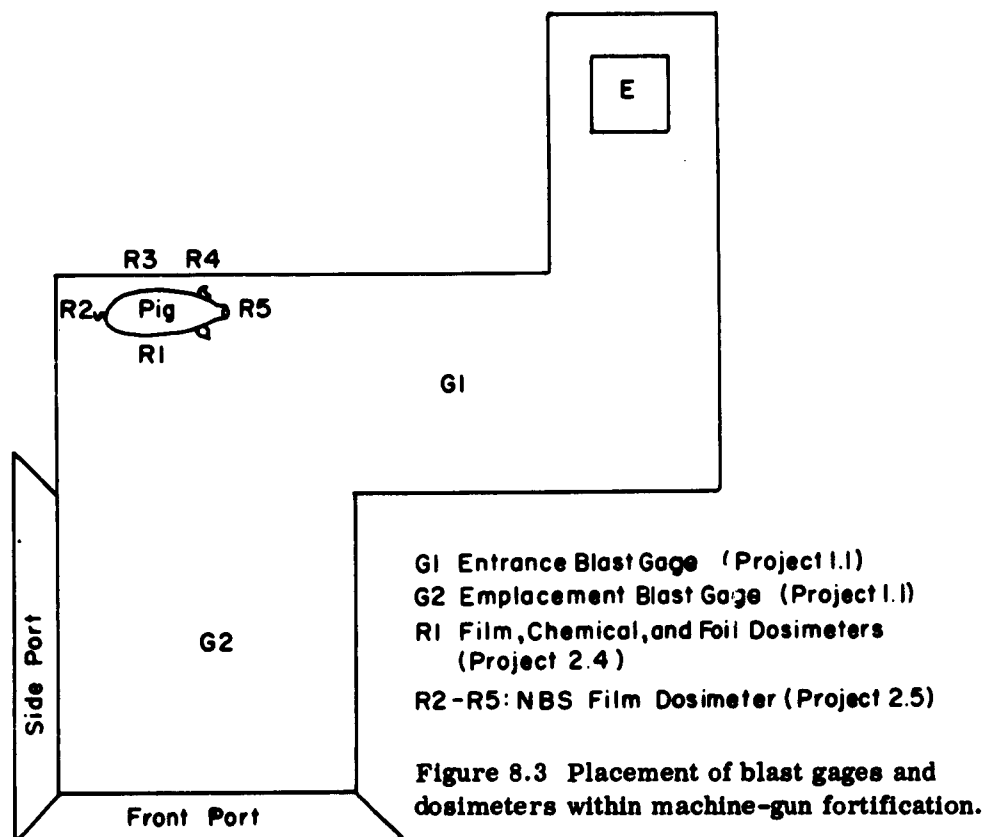 E
R3 R4
R2 Pig R5
R1
G1
G2
Side Port
Front Port
G1 Entrance Blast Gage (Project 1.1)
G2 Emplacement Blast Gage (Project 1.1)
R1 Film, Chemical, and Foil Dosimeters
(Project 2.4)
R2-R5: NBS Film Dosimeter (Project 2.5)
Figure 8.3 Placement of blast gages and
dosimeters within machine-gun fortification.